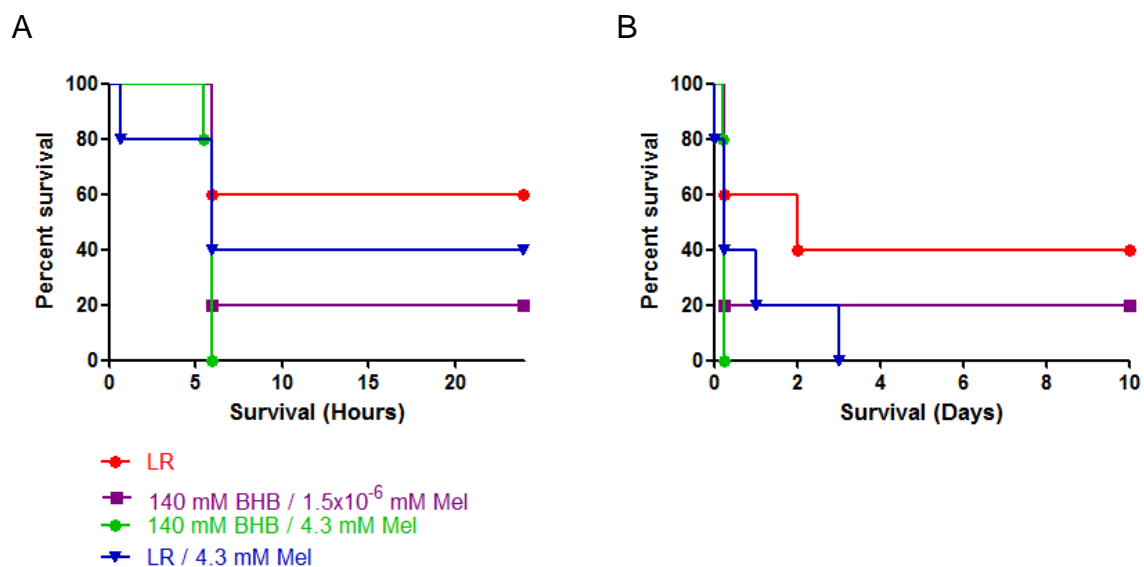 A
B
100
80
60
40
20
0
Percent survival
0 5 10 15 20
Survival (Hours)
100
80
60
40
20
0
Percent survival
0 2 4 6 8 10
Survival (Days)
LR
140 mM BHB / 1.5x10⁻⁶ mM Mel
140 mM BHB / 4.3 mM Mel
LR / 4.3 mM Mel